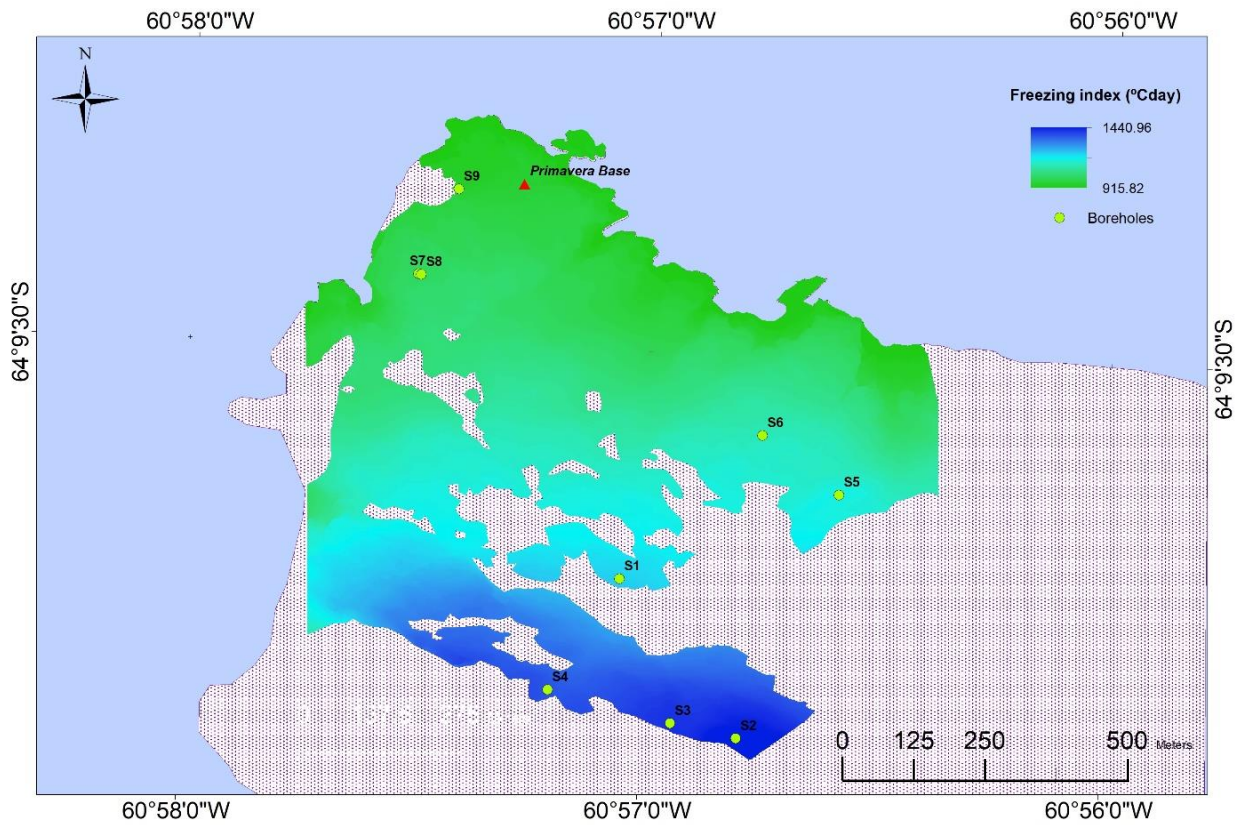 60°58'0"W 60°57'0"W 60°56'0"W
N
Freezing index (ºCday)
1440.96
915.82
Boreholes
Primavera Base
S9
S7 S8
64°9'30"S
64°9'30"S
S6
S5
S1
S4
S3
S2
0 125 250 500 Meters
60°58'0"W 60°57'0"W 60°56'0"W